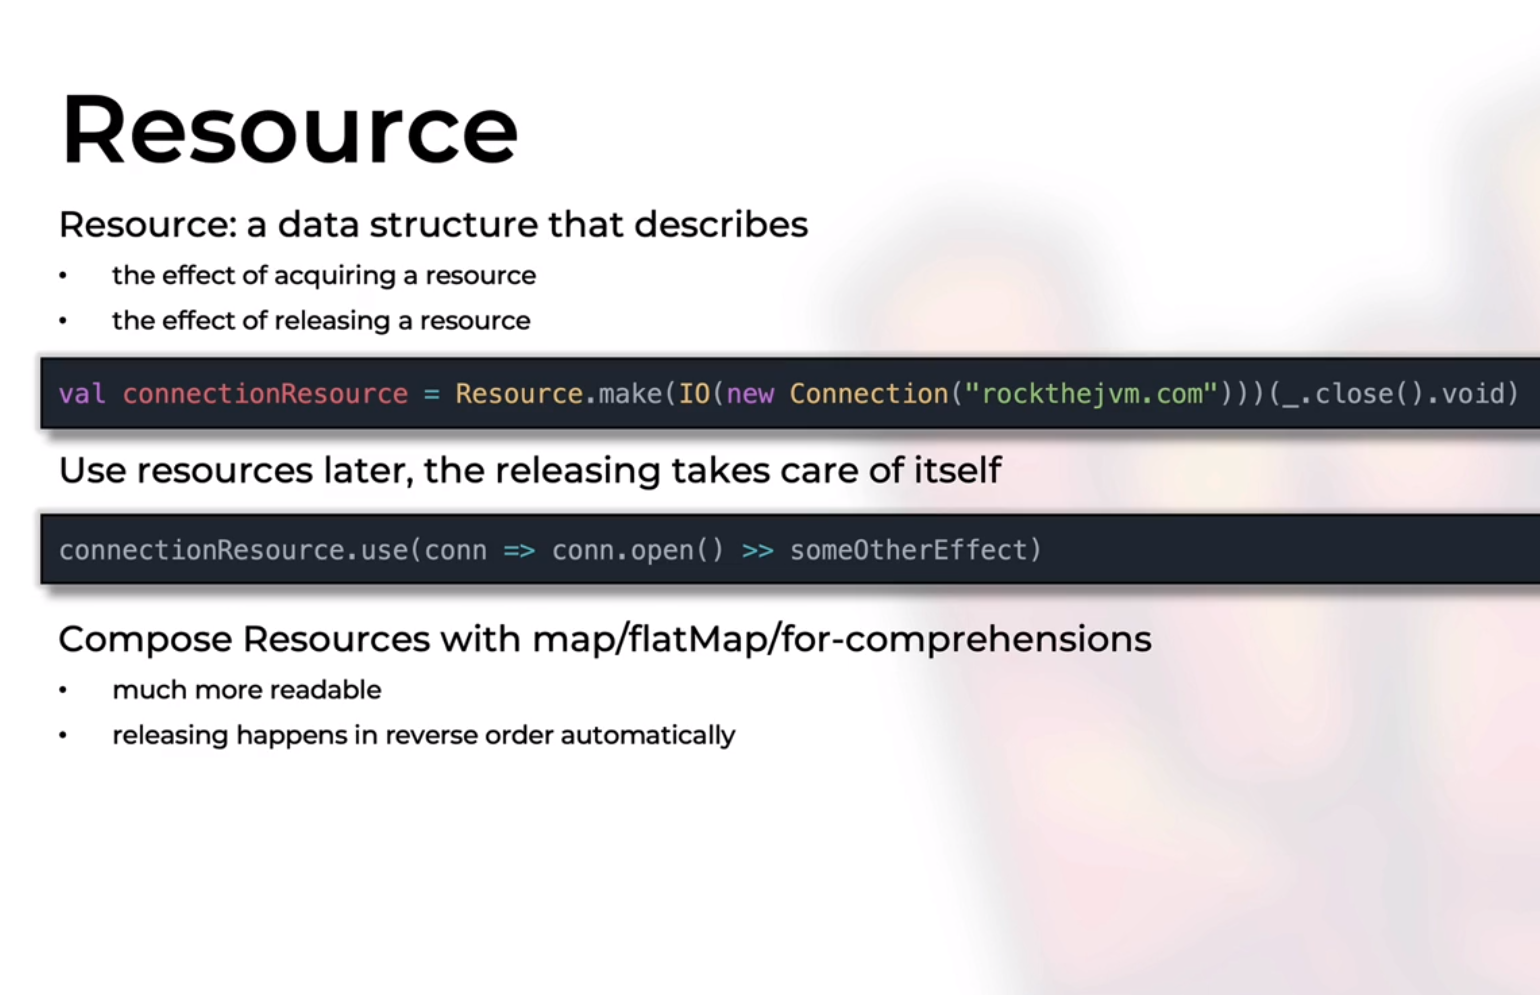 Resource
Resource: a data structure that describes
• the effect of acquiring a resource
• the effect of releasing a resource
val connectionResource = Resource.make(IO(new Connection("rockthejvm.com")))(_.close().void)
Use resources later, the releasing takes care of itself
connectionResource.use(conn => conn.open() >> someOtherEffect)
Compose Resources with map/flatMap/for-comprehensions
• much more readable
• releasing happens in reverse order automatically